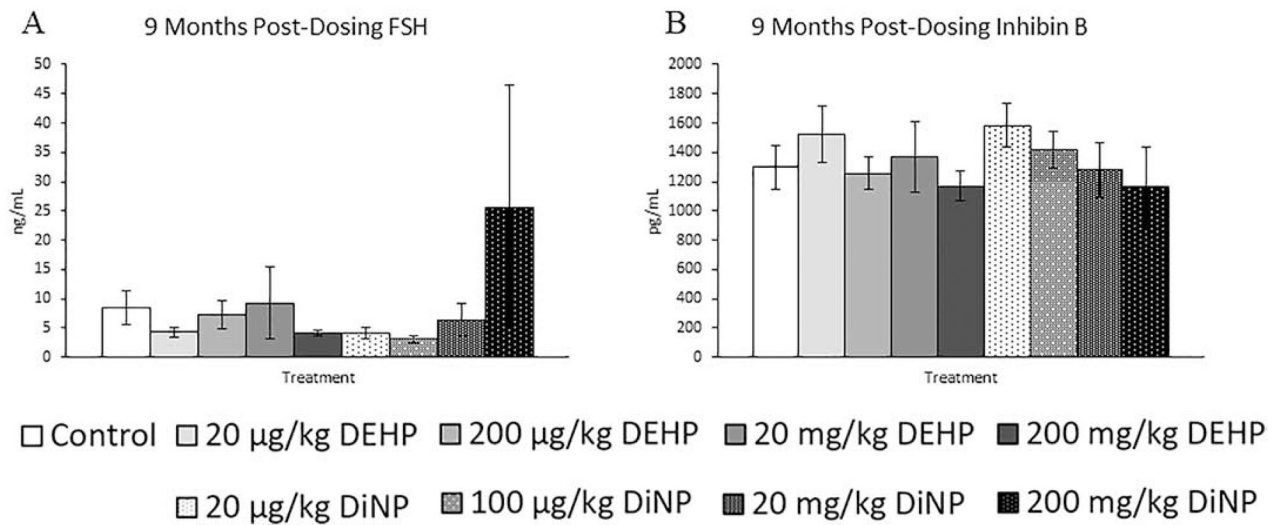 A
9 Months Post-Dosing FSH
50
45
40
35
30
25
20
15
10
5
0
ng/mL
Treatment
B
9 Months Post-Dosing Inhibin B
2000
1800
1600
1400
1200
1000
800
600
400
200
0
pg/mL
Treatment
Control 20 µg/kg DEHP 200 µg/kg DEHP 20 mg/kg DEHP 200 mg/kg DEHP
20 µg/kg DiNP 100 µg/kg DiNP 20 mg/kg DiNP 200 mg/kg DiNP